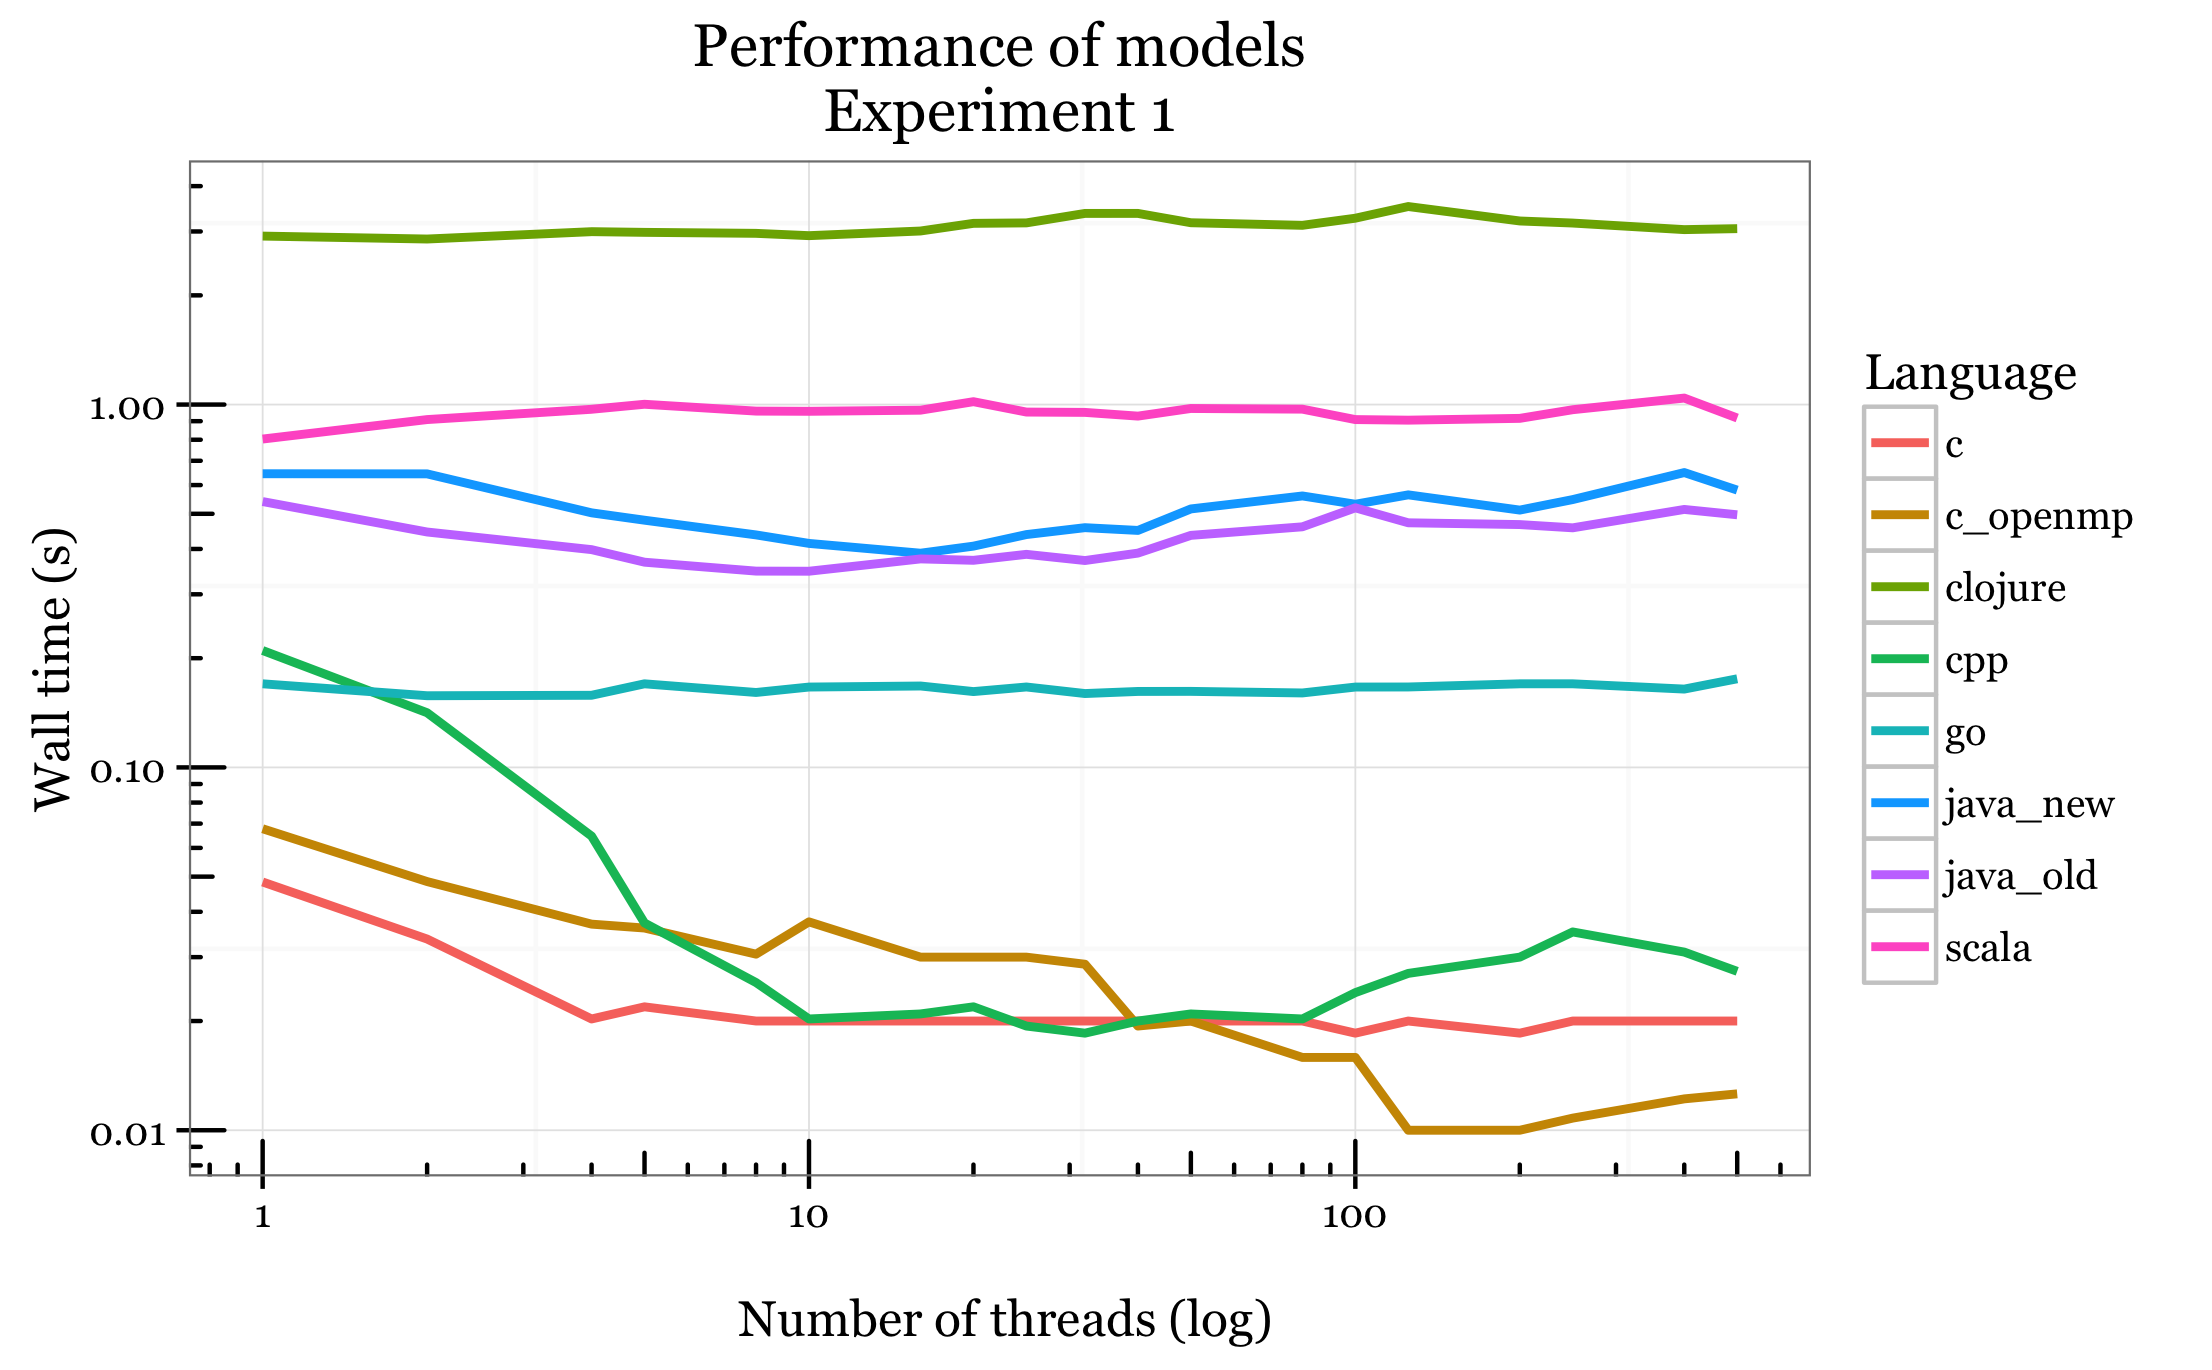 Performance of models
Experiment 1
Wall time (s)
1.00
0.10
0.01
1
10
100
Number of threads (log)
Language
c
c_openmp
clojure
cpp
go
java_new
java_old
scala